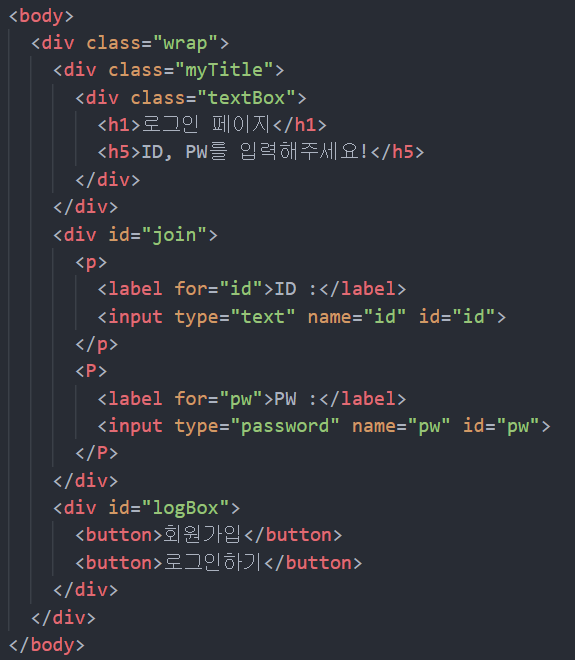 <body>
<div class="wrap">
<div class="myTitle">
<div class="textBox">
<h1>로그인 페이지</h1>
<h5>ID, PW를 입력해주세요!</h5>
</div>
</div>
<div id="join">
<p>
<label for="id">ID :</label>
<input type="text" name="id" id="id">
</p>
<P>
<label for="pw">PW :</label>
<input type="password" name="pw" id="pw">
</P>
</div>
<div id="logBox">
<button>회원가입</button>
<button>로그인하기</button>
</div>
</div>
</body>